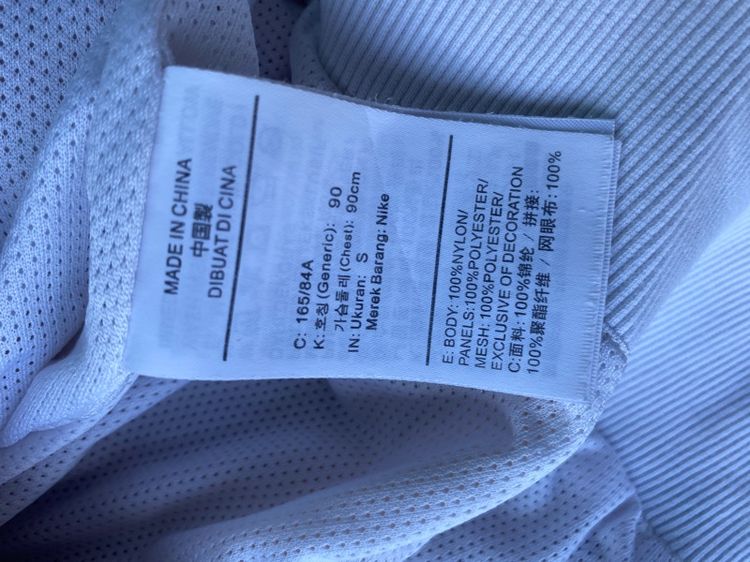 MADE IN CHINA
中国製
DIBUAT DI CINA
C: 165/84A
K: 호칭(Generic): 90
가슴둘레(Chest): 90cm
IN: Ukuran: S
Merek Barang: Nike
E: BODY: 100%NYLON/
PANELS:100%POLYESTER/
MESH: 100%POLYESTER/
EXCLUSIVE OF DECORATION
C:面料: 100%锦纶 / 拼接:
100%聚酯纤维 / 网眼布: 100%